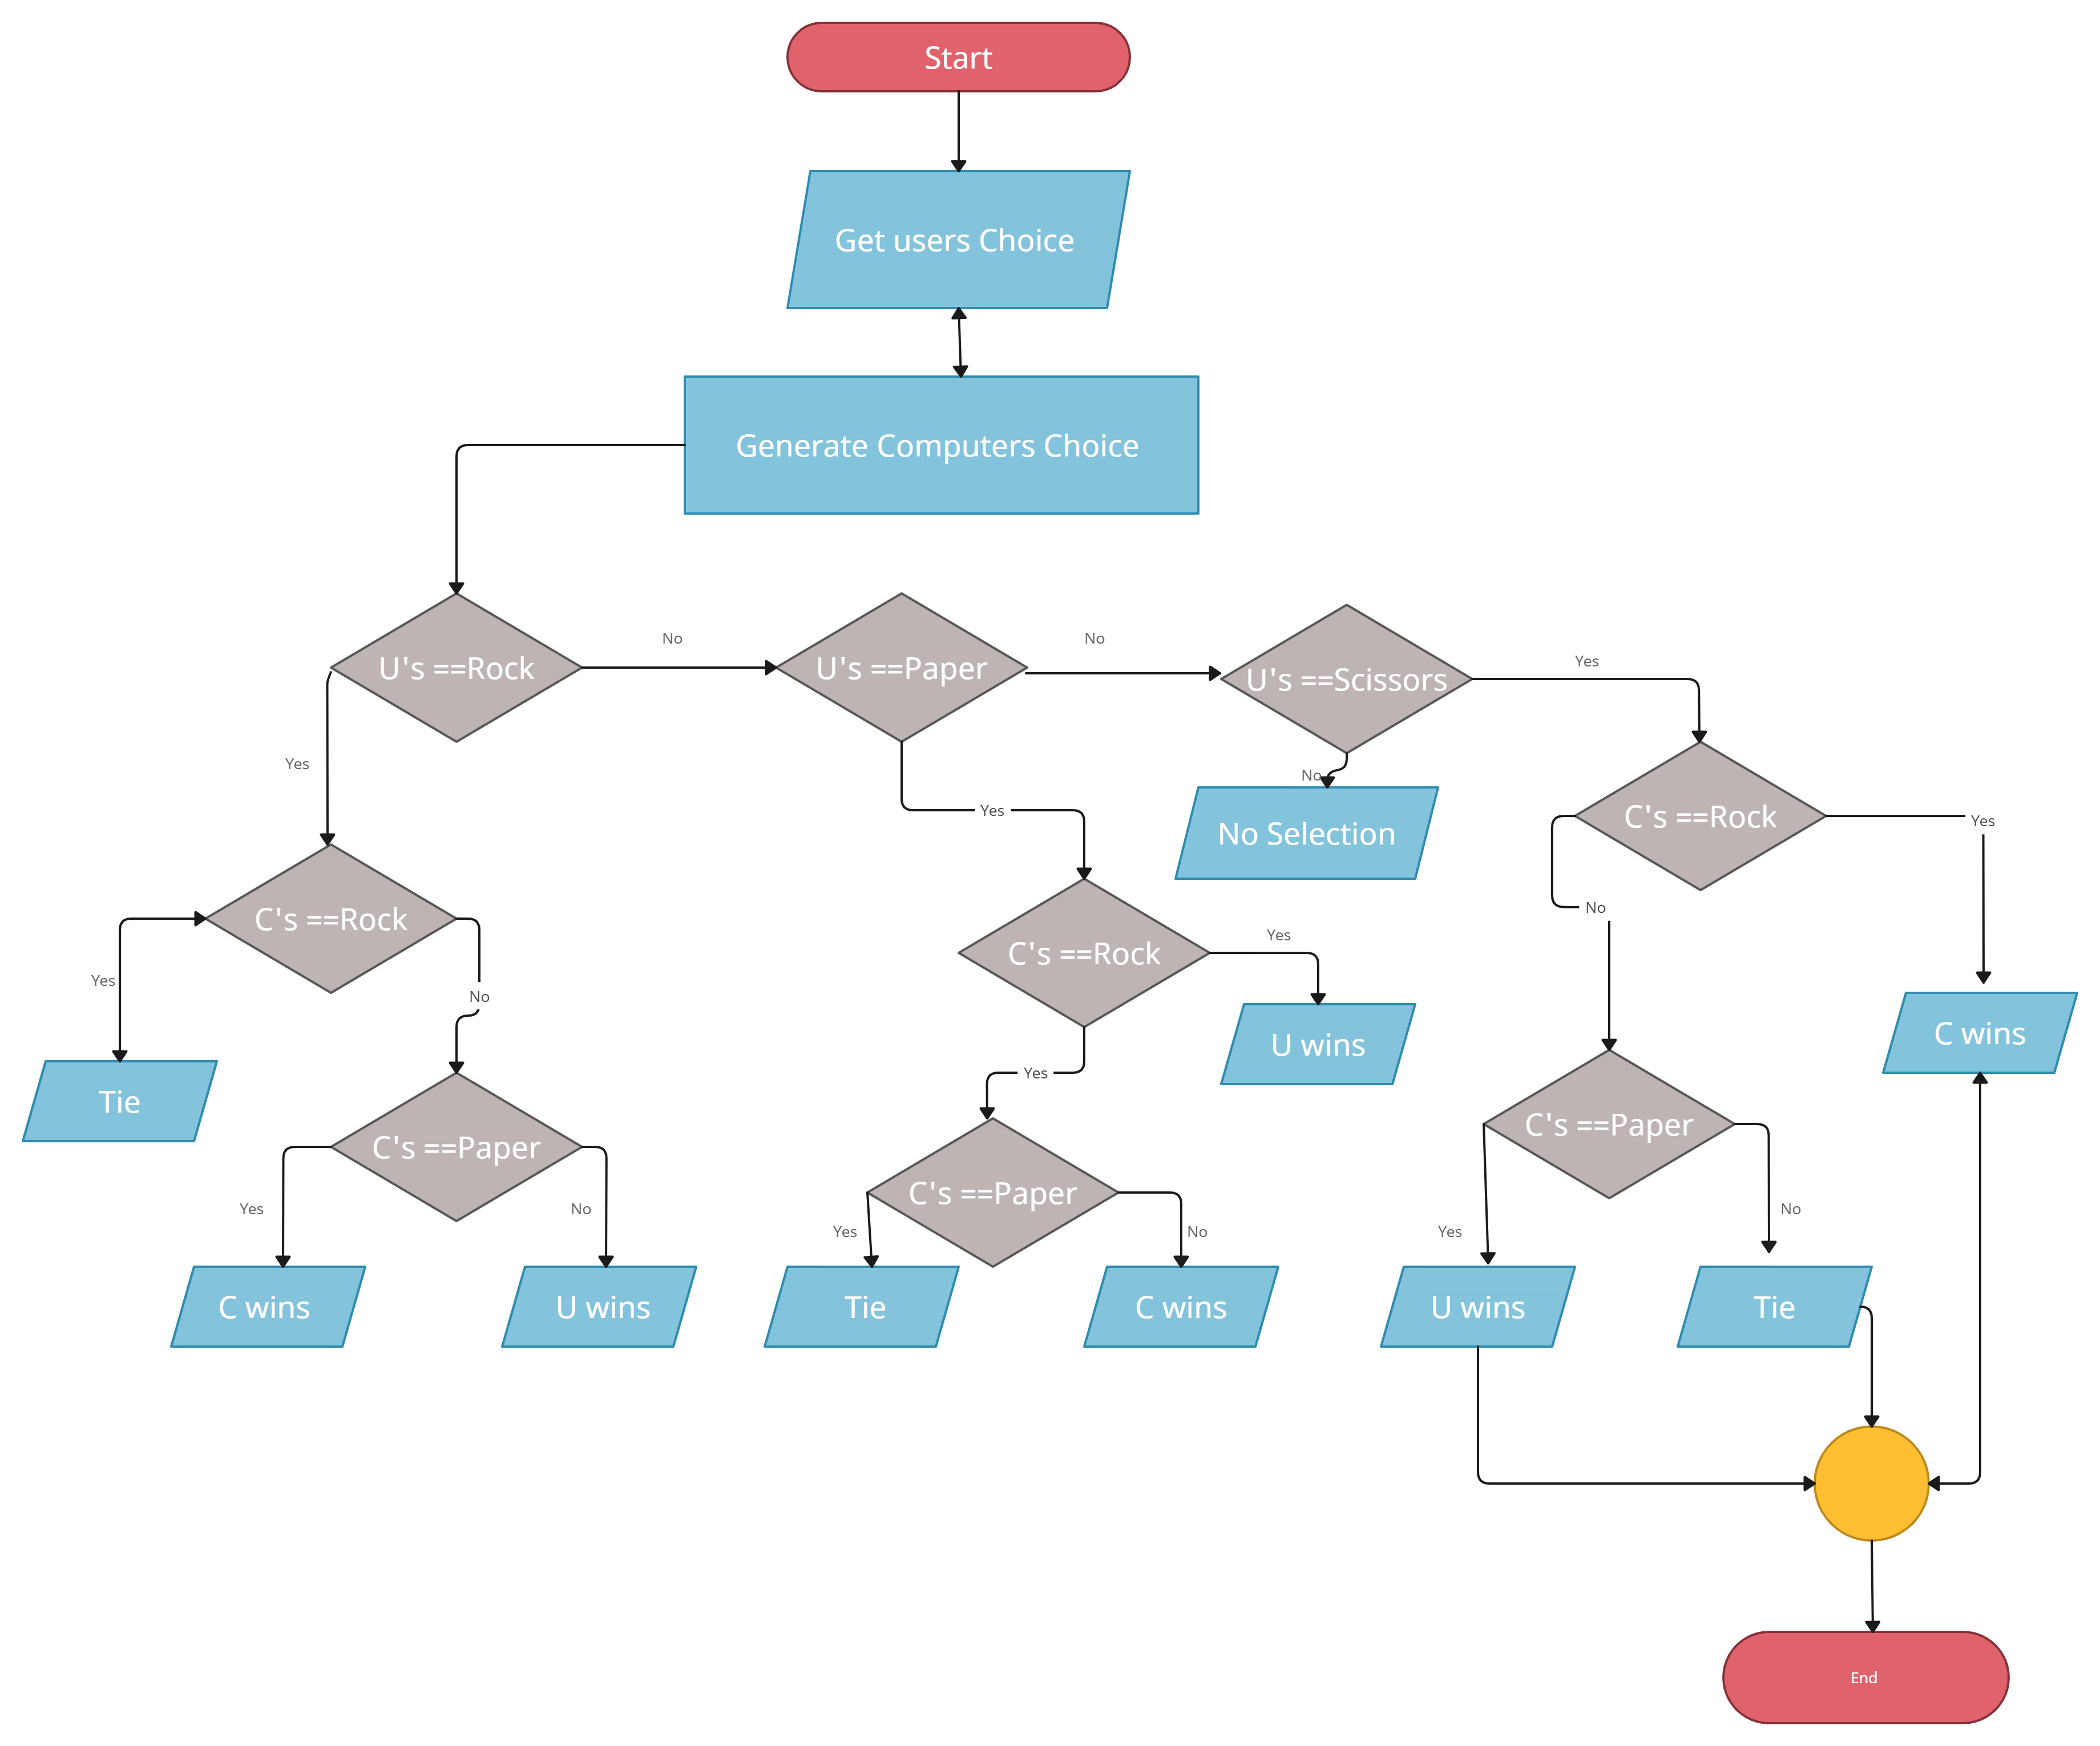 Start
Get users Choice
Generate Computers Choice
U's ==Rock
No
U's ==Paper
No
U's ==Scissors
Yes
Yes
Yes
No
No Selection
C's ==Rock
Yes
C's ==Rock
No
C's ==Rock
Yes
Yes
No
U wins
C wins
Tie
Yes
C's ==Paper
C's ==Paper
C's ==Paper
Yes
No
Yes
No
Yes
No
C wins
U wins
Tie
C wins
U wins
Tie
End